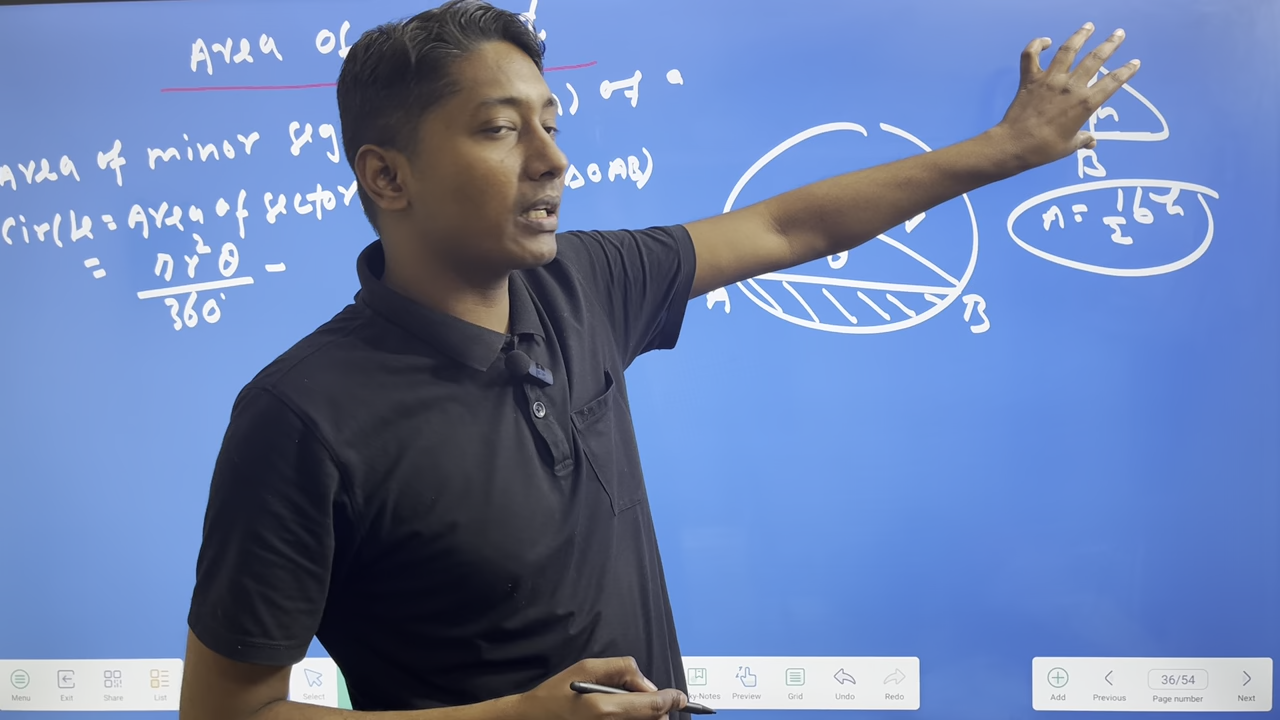 Area of
Area of minor seg) of a
Circle = Area of sector ΔOAB)
= πr²θ/360° -
r
θ
A
B
B
A = 1/2 b h
Menu
Exit
Share
List
Select
ky-Notes
Preview
Grid
Undo
Redo
Add
Previous
36/54
Page number
Next